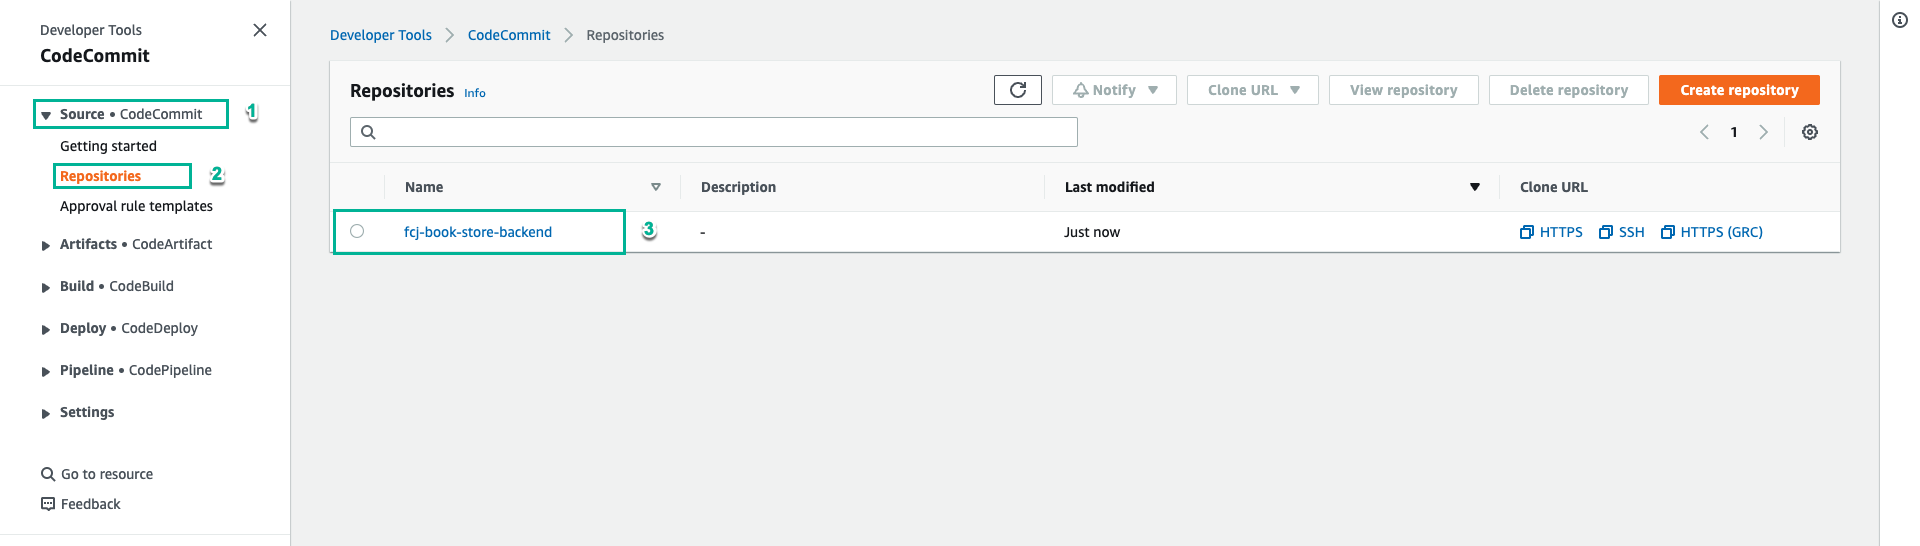 Developer Tools
CodeCommit
Source • CodeCommit 1
Getting started
Repositories 2
Approval rule templates
Artifacts • CodeArtifact
Build • CodeBuild
Deploy • CodeDeploy
Pipeline • CodePipeline
Settings
Go to resource
Feedback
Developer Tools CodeCommit Repositories
Repositories Info Notify Clone URL View repository Delete repository Create repository
1
Name Description Last modified Clone URL
fcj-book-store-backend 3 - Just now HTTPS SSH HTTPS (GRC)